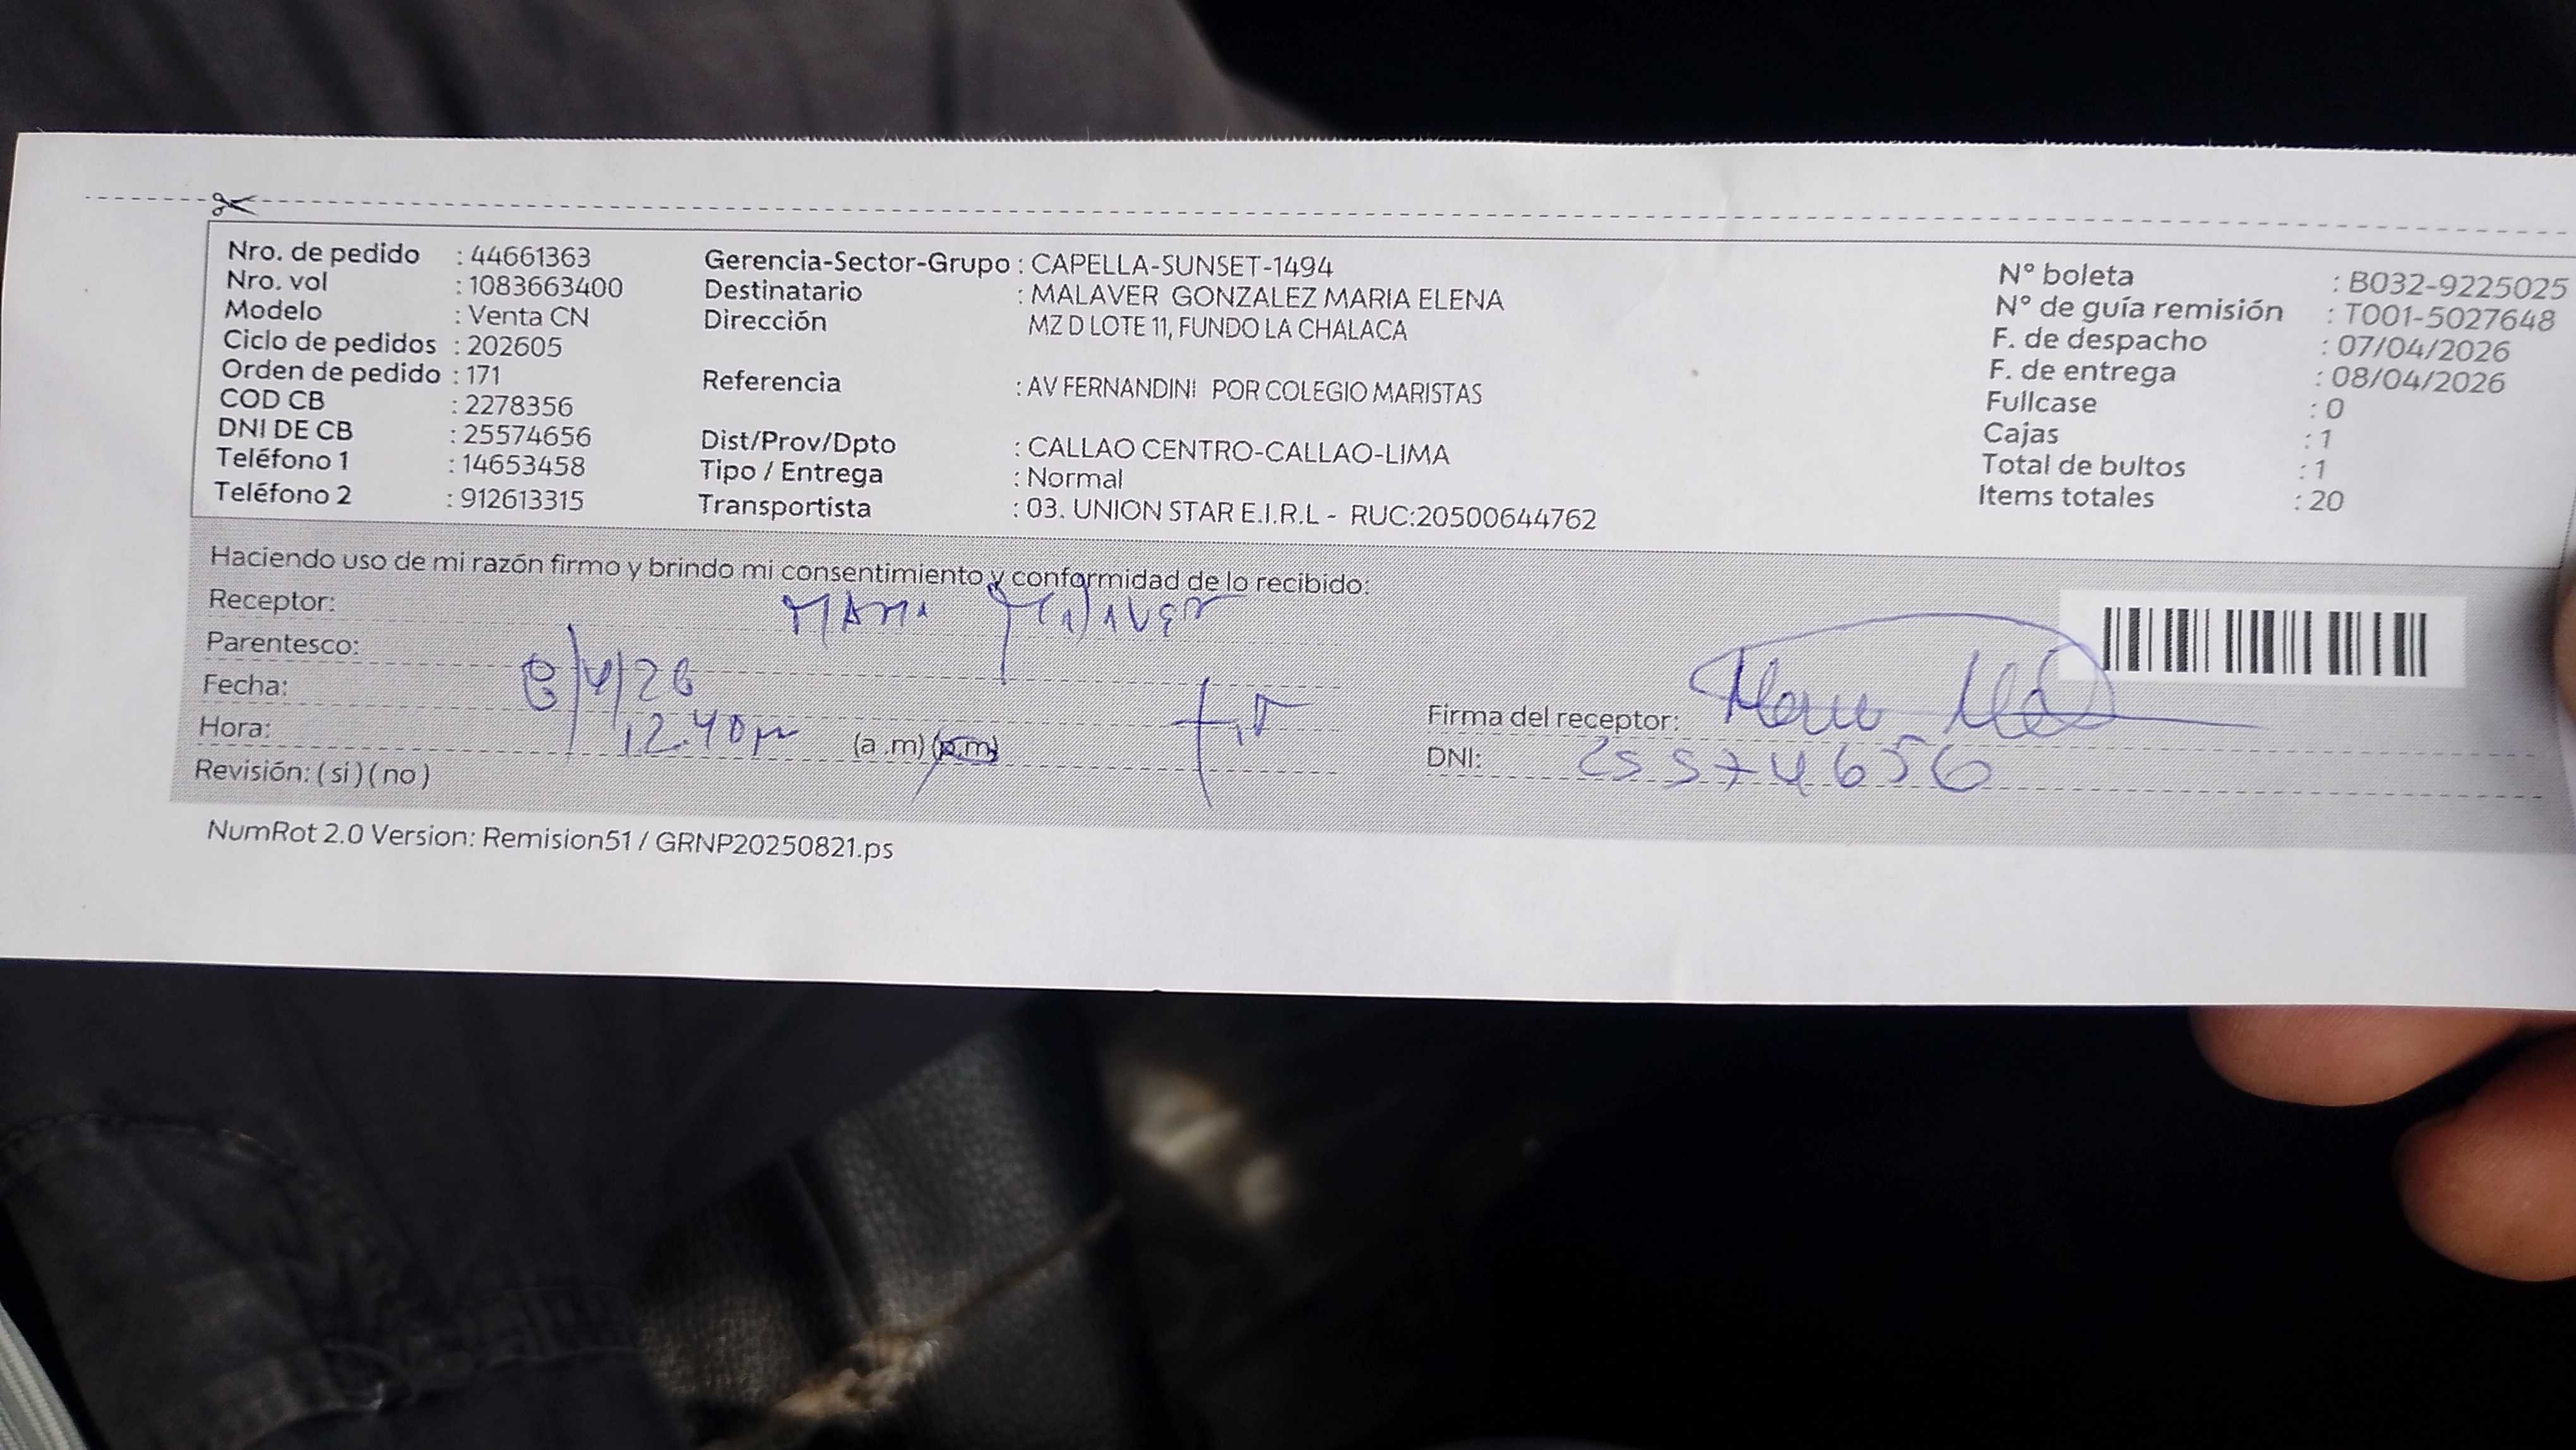 Nro. de pedido : 44661363
Nro. vol : 1083663400
Modelo : Venta CN
Ciclo de pedidos : 202605
Orden de pedido : 171
COD CB : 2278356
DNI DE CB : 25574656
Teléfono 1 : 14653458
Teléfono 2 : 912613315
Gerencia-Sector-Grupo : CAPELLA-SUNSET-1494
Destinatario : MALAVER GONZALEZ MARIA ELENA
Dirección MZ D LOTE 11, FUNDO LA CHALACA
Referencia : AV FERNANDINI POR COLEGIO MARISTAS
Dist/Prov/Dpto : CALLAO CENTRO-CALLAO-LIMA
Tipo / Entrega : Normal
Transportista : 03. UNION STAR E.I.R.L - RUC:20500644762
N° boleta : B032-9225025
N° de guía remisión : T001-5027648
F. de despacho : 07/04/2026
F. de entrega : 08/04/2026
Fullcase : 0
Cajas : 1
Total de bultos : 1
Items totales : 20
Haciendo uso de mi razón firmo y brindo mi consentimiento y conformidad de lo recibido:
Receptor:
Parentesco:
Fecha: 8/4/26
Hora: 12.40 (a.m)(p.m)
Revisión: ( si ) ( no )
Firma del receptor:
DNI: 25574656
NumRot 2.0 Version: Remision51 / GRNP20250821.ps